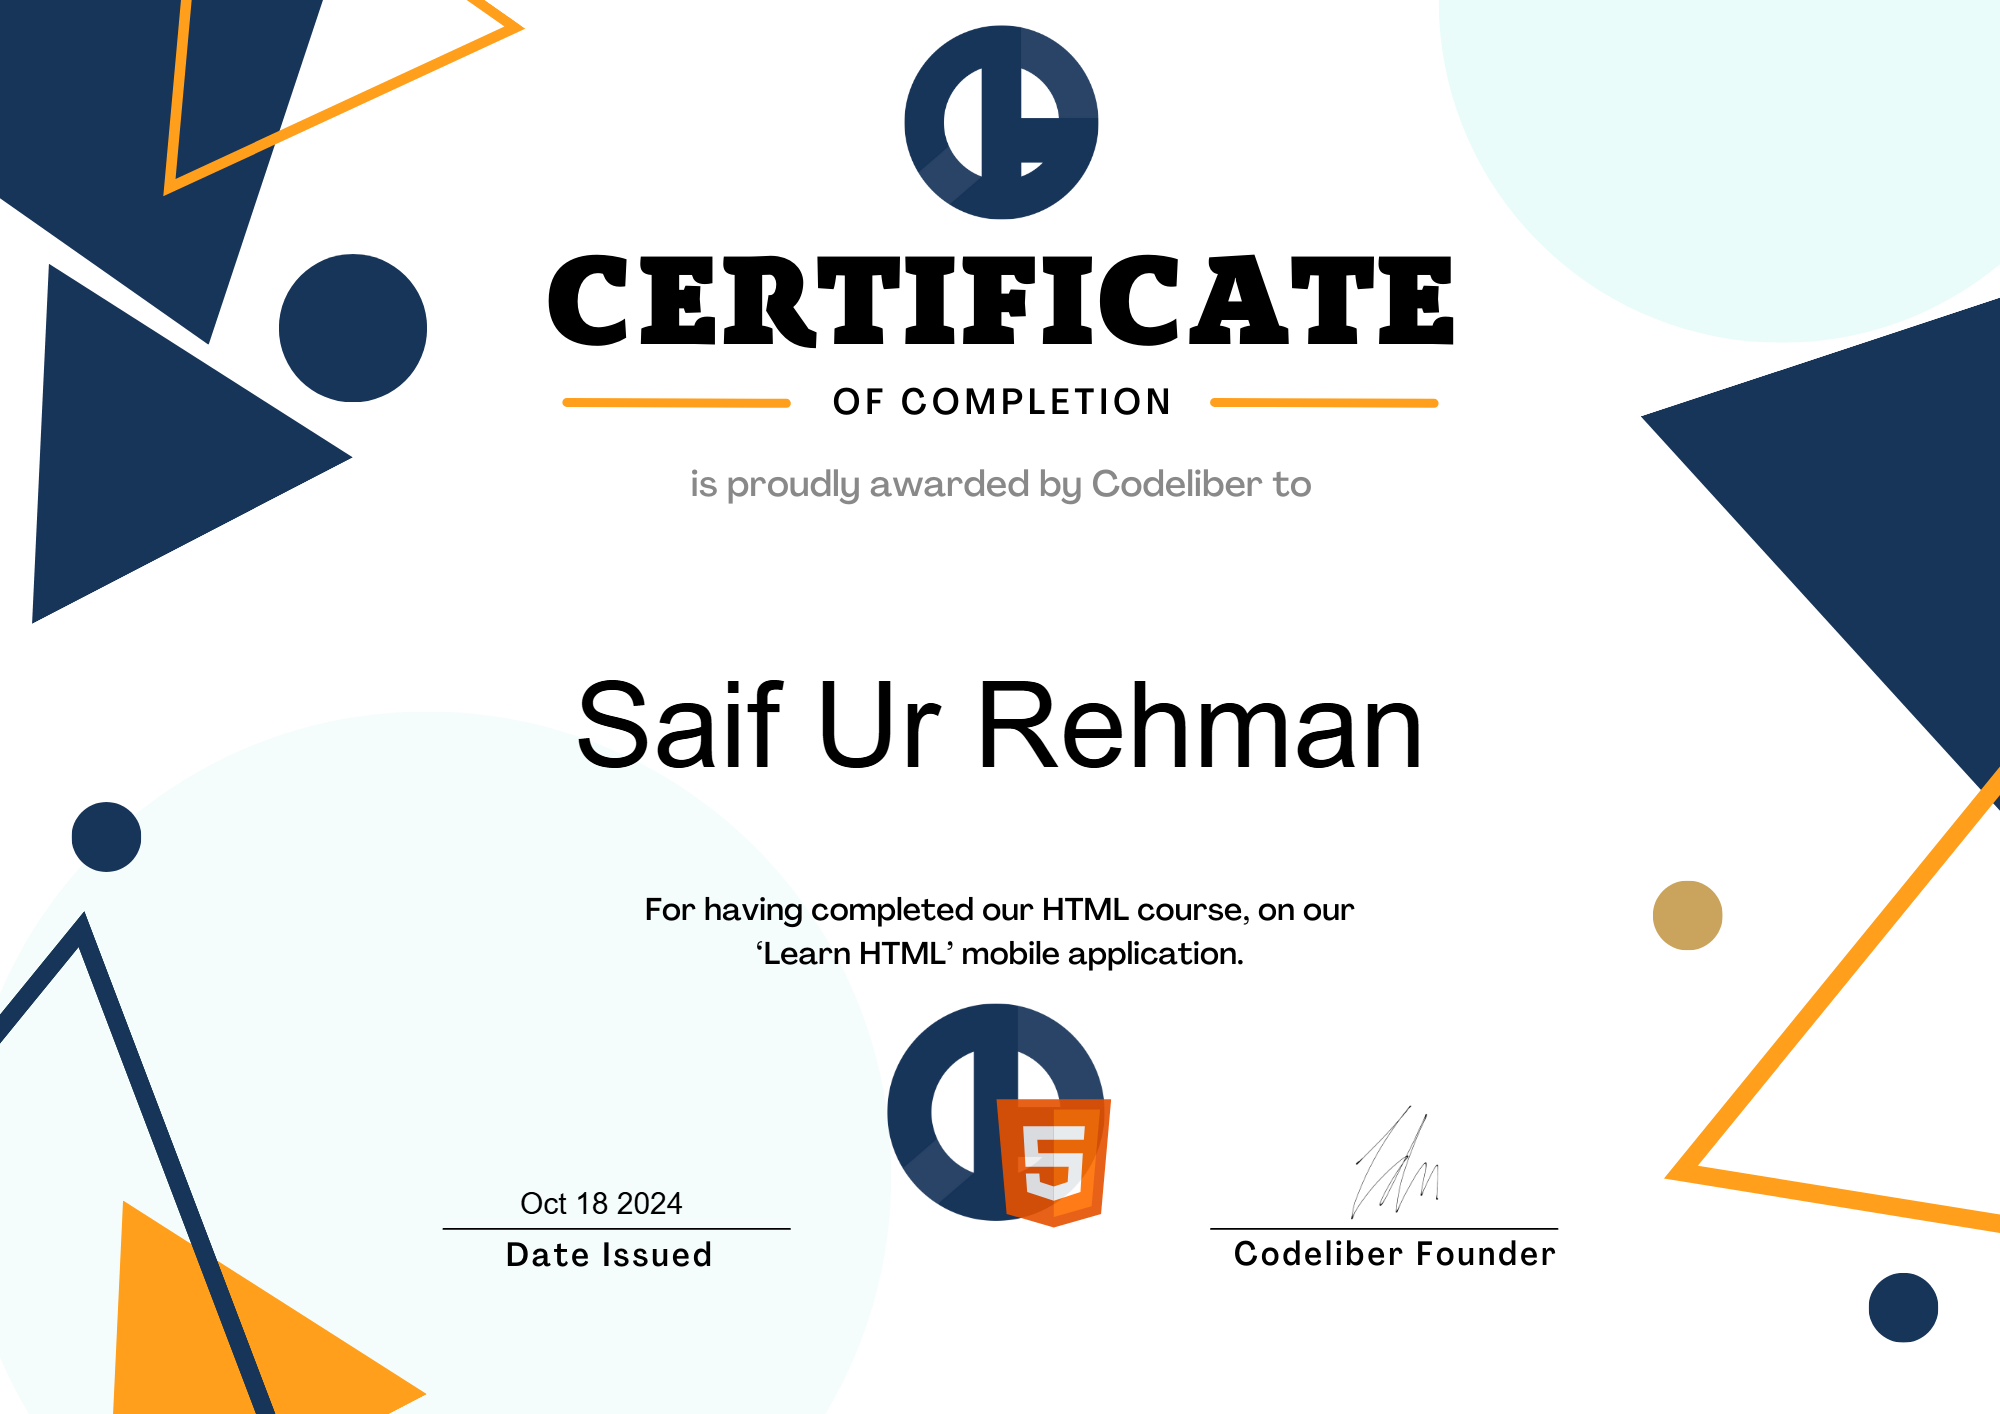 CERTIFICATE
OF COMPLETION
is proudly awarded by Codeliber to
Saif Ur Rehman
For having completed our HTML course, on our
‘Learn HTML’ mobile application.
5
Oct 18 2024
Date Issued
Codeliber Founder